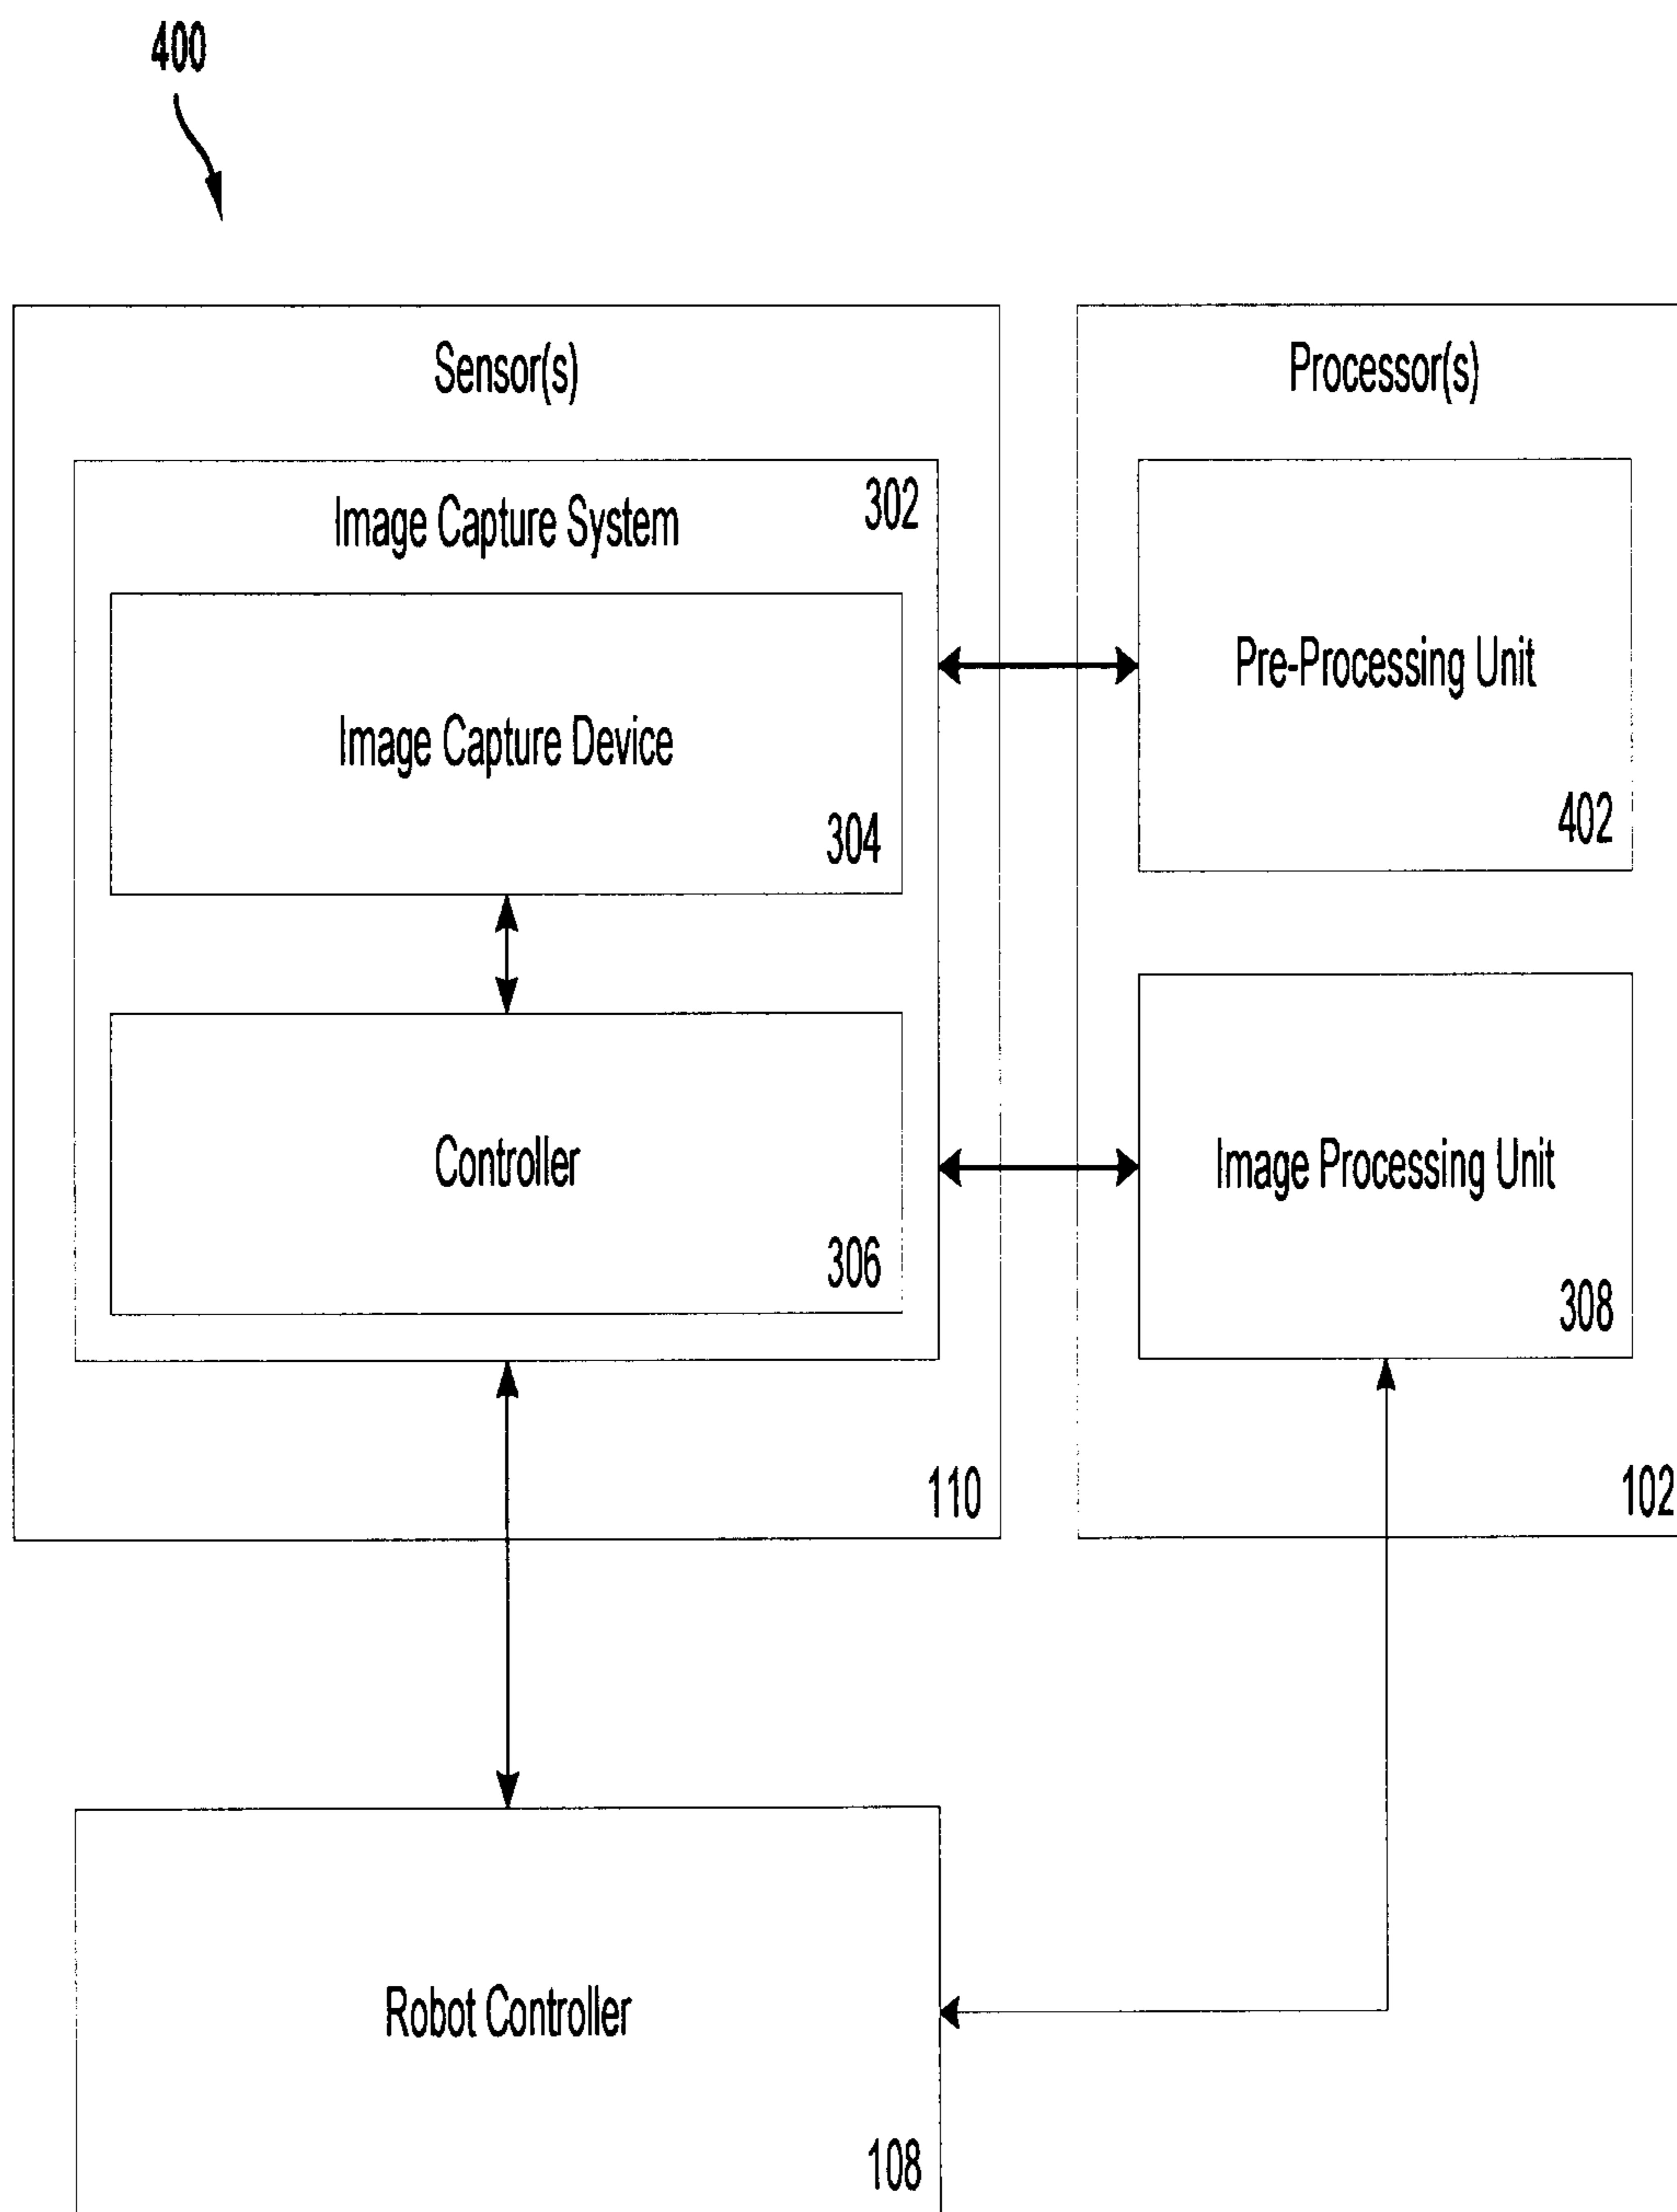 400
Sensor(s)
Image Capture System
302
Image Capture Device
304
Controller
306
110
Processor(s)
Pre-Processing Unit
402
Image Processing Unit
308
102
Robot Controller
108